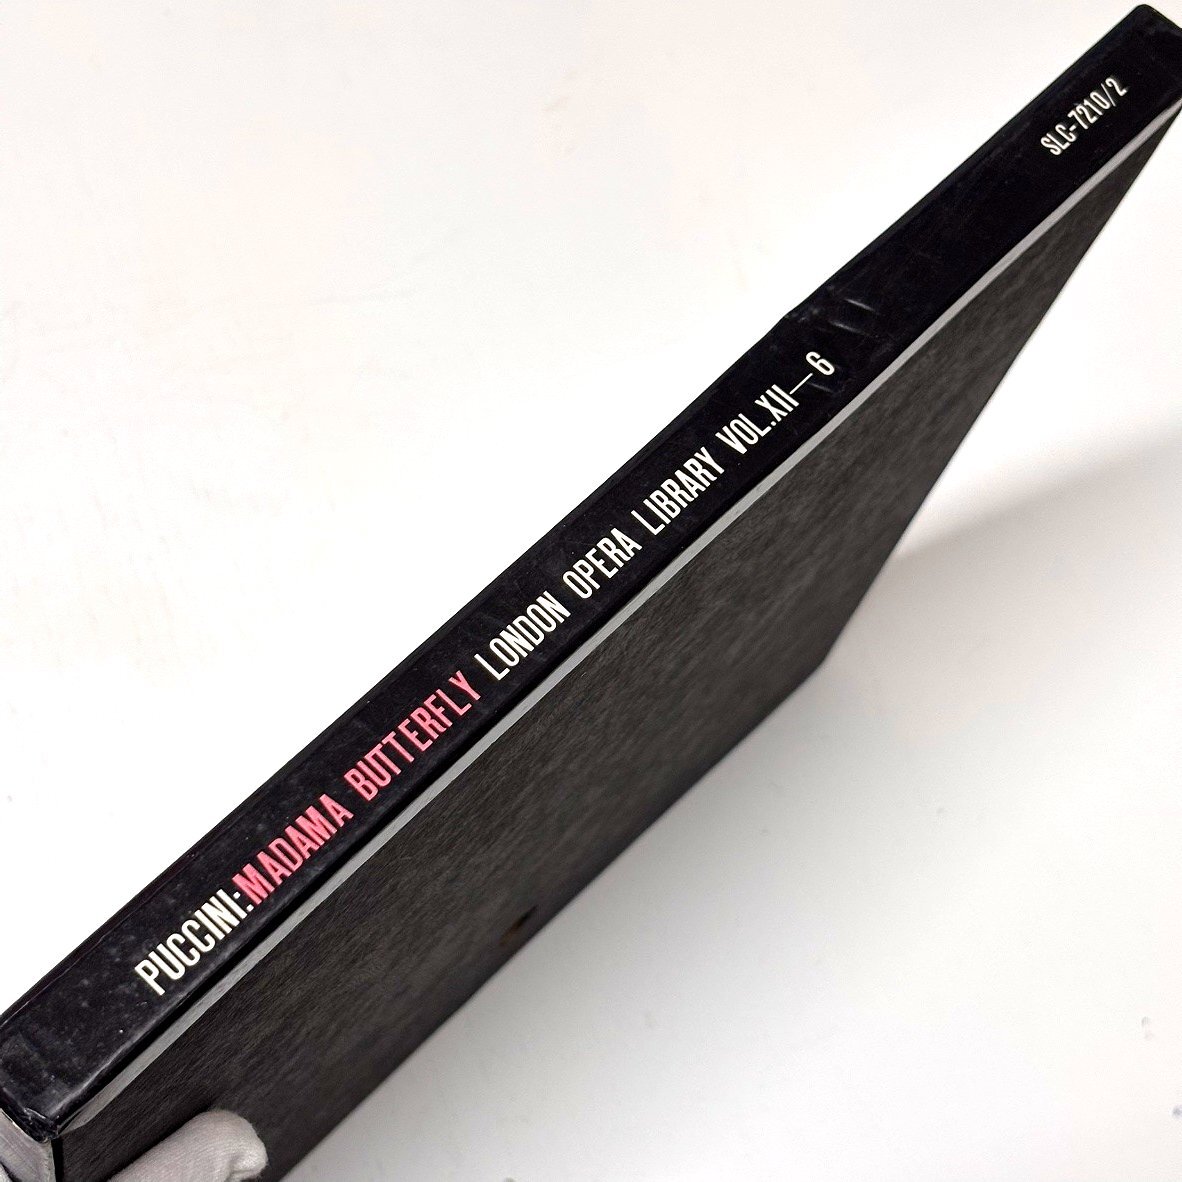 PUCCINI:MADAMA BUTTERFLY LONDON OPERA LIBRARY VOL.XII—6 SLC-7210/2